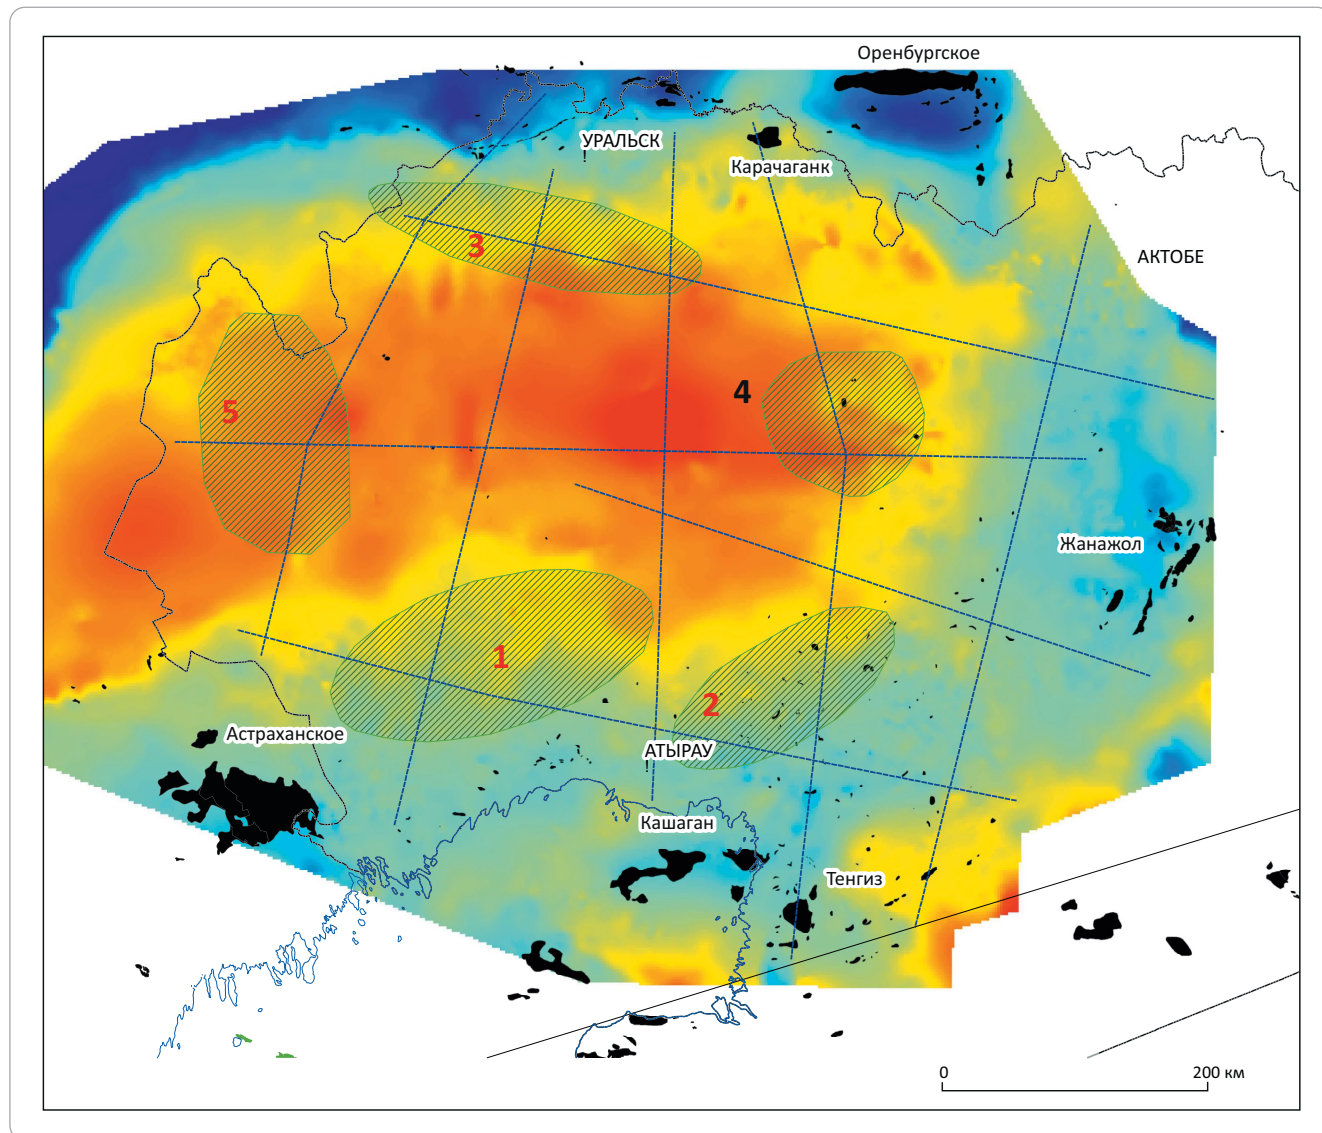 Оренбургское
УРАЛЬСК
Карачаганк
АКТОБЕ
3
4
5
Жанажол
1
2
Астраханское
АТЫРАУ
Кашаган
Тенгиз
0
200 км